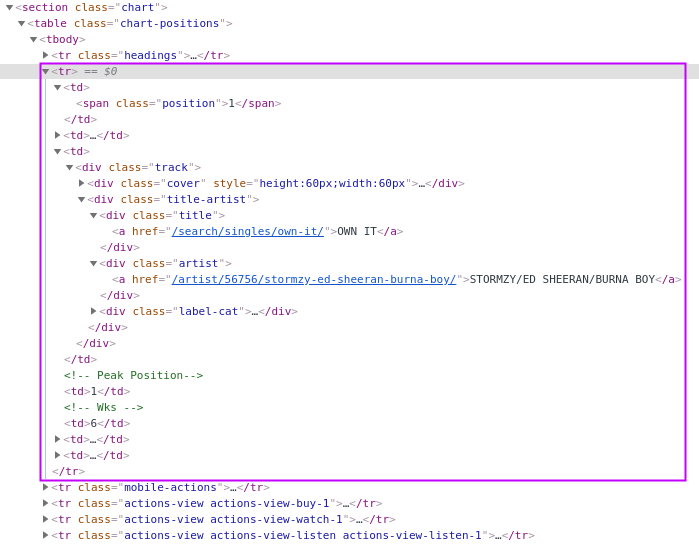 ▼<section class="chart">
▼<table class="chart-positions">
▼<tbody>
▶<tr class="headings">…</tr>
▼<tr> == $0
▼<td>
<span class="position">1</span>
</td>
▶<td>…</td>
▼<td>
▼<div class="track">
▶<div class="cover" style="height:60px;width:60px">…</div>
▼<div class="title-artist">
▼<div class="title">
<a href="/search/singles/own-it/">OWN IT</a>
</div>
▼<div class="artist">
<a href="/artist/56756/stormzy-ed-sheeran-burna-boy/">STORMZY/ED SHEERAN/BURNA BOY</a>
</div>
▶<div class="label-cat">…</div>
</div>
</div>
</td>
<!-- Peak Position-->
<td>1</td>
<!-- Wks -->
<td>6</td>
▶<td>…</td>
▶<td>…</td>
</tr>
▶<tr class="mobile-actions">…</tr>
▶<tr class="actions-view actions-view-buy-1">…</tr>
▶<tr class="actions-view actions-view-watch-1">…</tr>
▶<tr class="actions-view actions-view-listen actions-view-listen-1">…</tr>